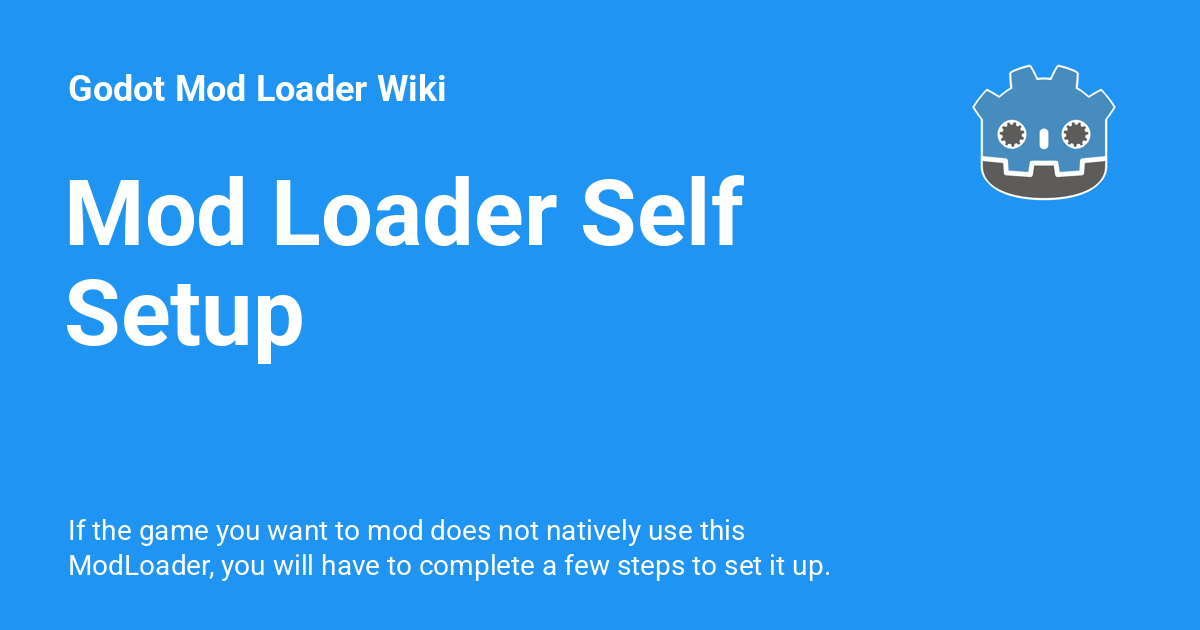 Godot Mod Loader Wiki
Mod Loader Self
Setup
If the game you want to mod does not natively use this
ModLoader, you will have to complete a few steps to set it up.